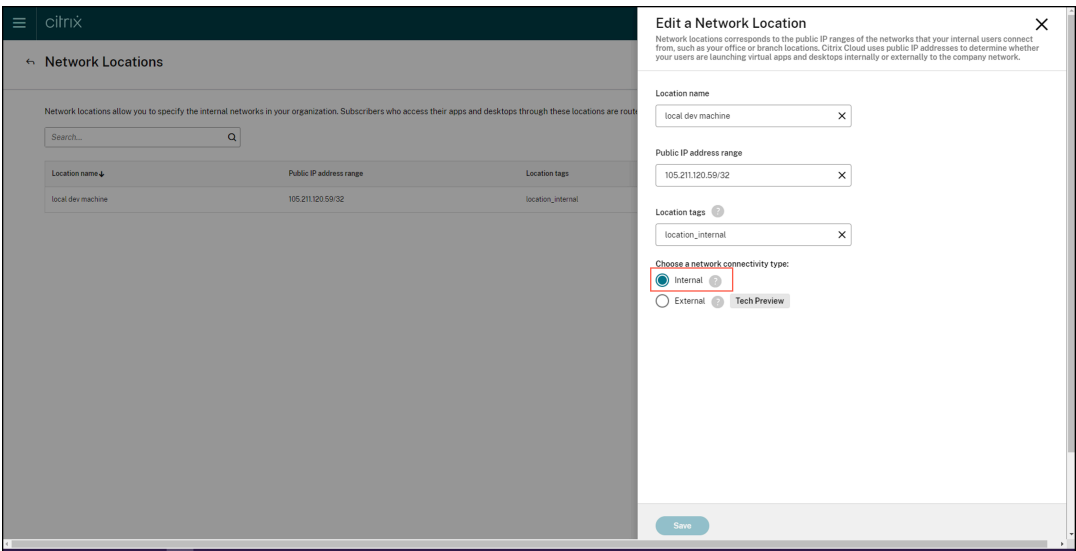 citrix
Network Locations
Network locations allow you to specify the internal networks in your organization. Subscribers who access their apps and desktops through these locations are route
Search...
Location name
Public IP address range
Location tags
local dev machine
105.211.120.59/32
location_internal
Edit a Network Location
Network locations corresponds to the public IP ranges of the networks that your internal users connect
from, such as your office or branch locations. Citrix Cloud uses public IP addresses to determine whether
your users are launching virtual apps and desktops internally or externally to the company network.
Location name
local dev machine
Public IP address range
105.211.120.59/32
Location tags ?
location_internal
Choose a network connectivity type:
Internal ?
External ? Tech Preview
Save